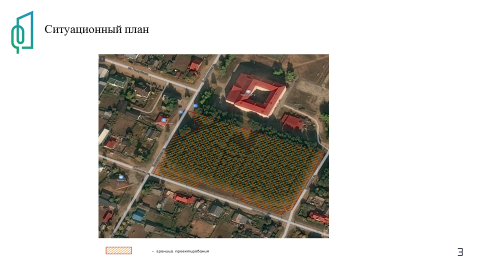 Ситуационный план
- граница проектирования
3